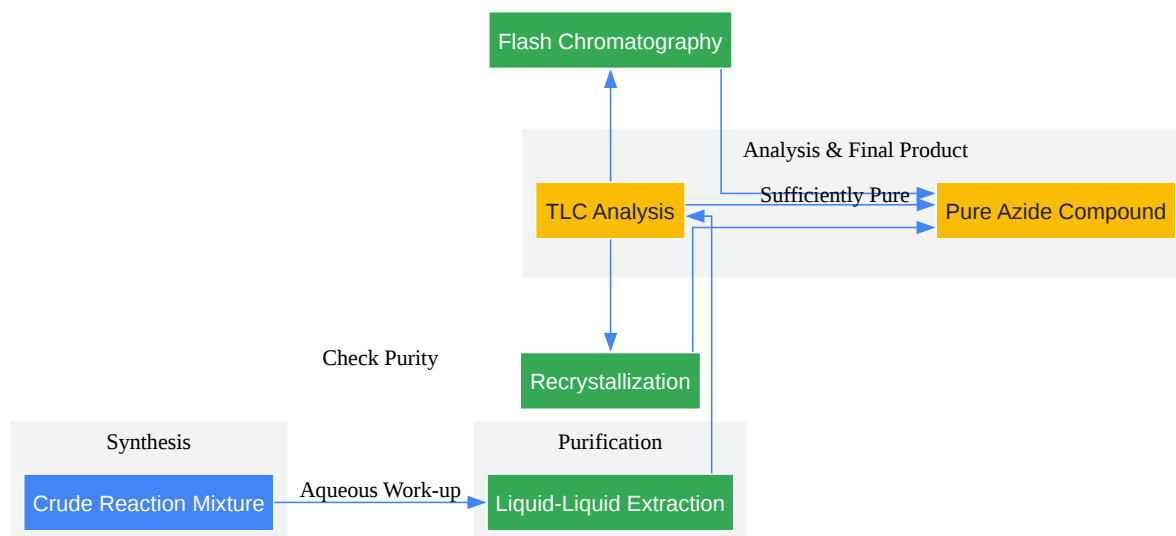 Flash Chromatography
Analysis & Final Product
Sufficiently Pure
TLC Analysis
Pure Azide Compound
Check Purity
Recrystallization
Synthesis
Purification
Aqueous Work-up
Crude Reaction Mixture
Liquid-Liquid Extraction